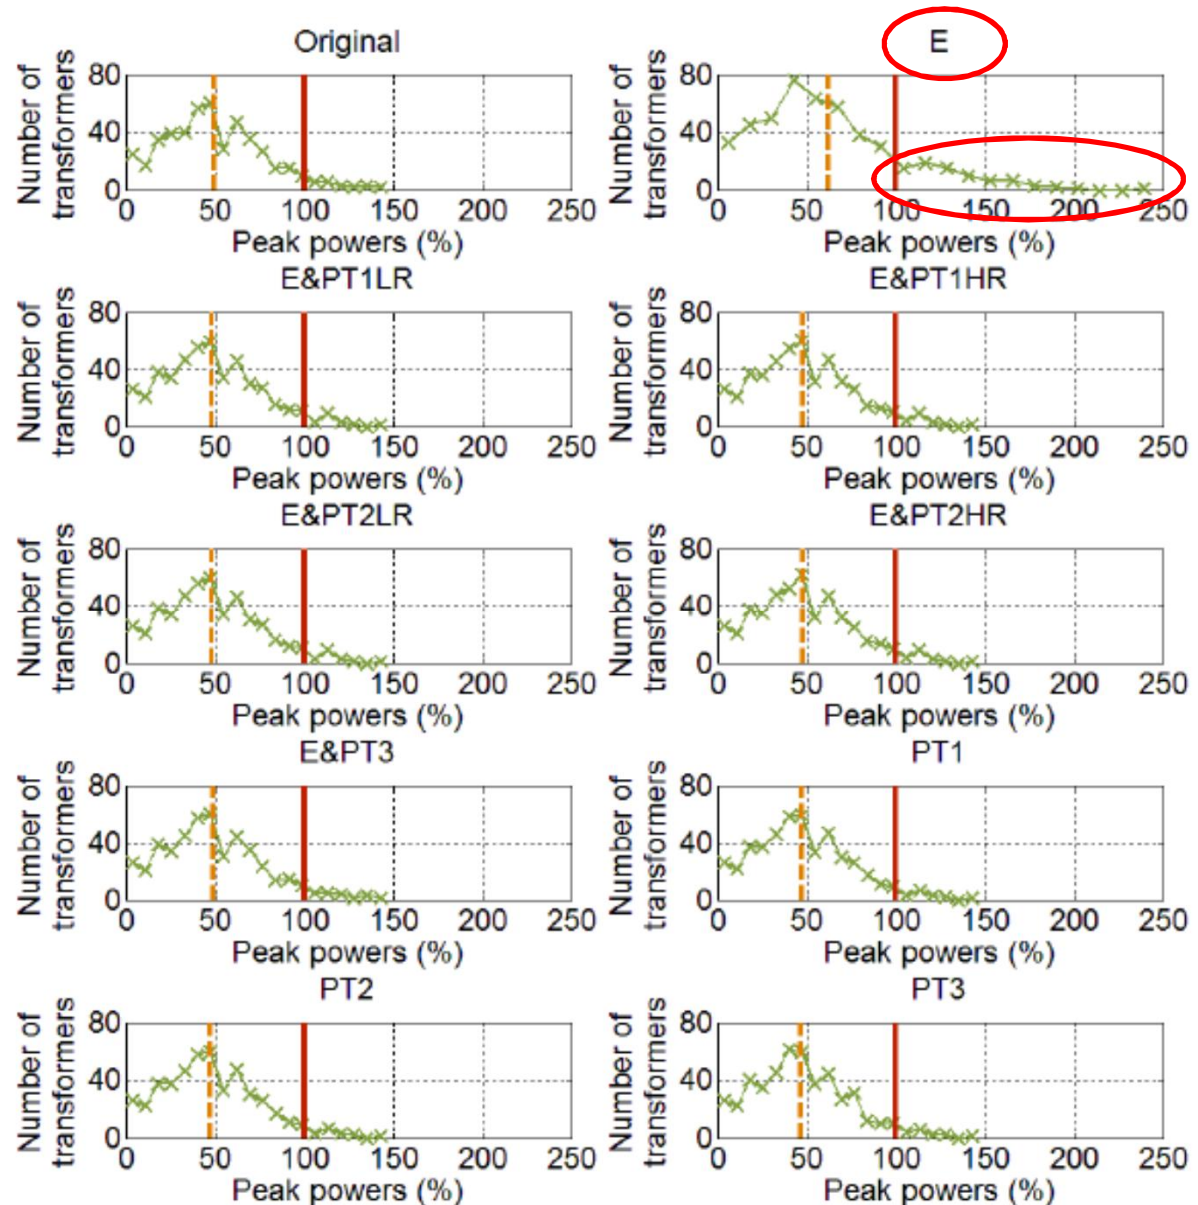 Original
E
Number of
transformers
80
40
0
0 50 100 150 200 250
Peak powers (%)
Number of
transformers
80
40
0
0 50 100 150 200 250
Peak powers (%)
E&PT1LR
E&PT1HR
Number of
transformers
80
40
0
0 50 100 150 200 250
Peak powers (%)
Number of
transformers
80
40
0
0 50 100 150 200 250
Peak powers (%)
E&PT2LR
E&PT2HR
Number of
transformers
80
40
0
0 50 100 150 200 250
Peak powers (%)
Number of
transformers
80
40
0
0 50 100 150 200 250
Peak powers (%)
E&PT3
PT1
Number of
transformers
80
40
0
0 50 100 150 200 250
Peak powers (%)
Number of
transformers
80
40
0
0 50 100 150 200 250
Peak powers (%)
PT2
PT3
Number of
transformers
80
40
0
0 50 100 150 200 250
Peak powers (%)
Number of
transformers
80
40
0
0 50 100 150 200 250
Peak powers (%)